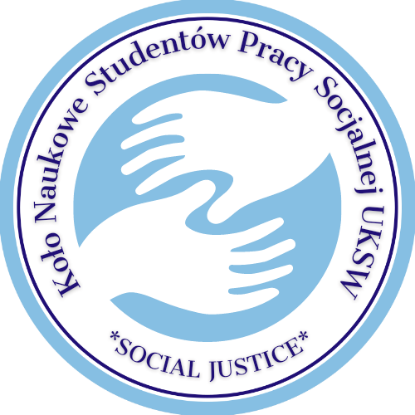 Koło Naukowe Studentów Pracy Socjalnej UKSW
*SOCIAL JUSTICE*